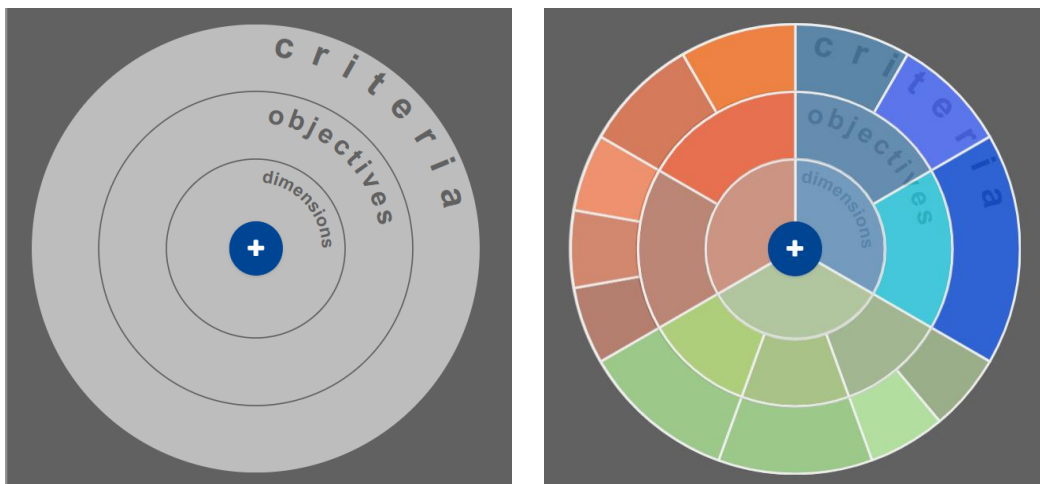 criteria
objectives
dimensions
+
criteria
objectives
dimensions
+